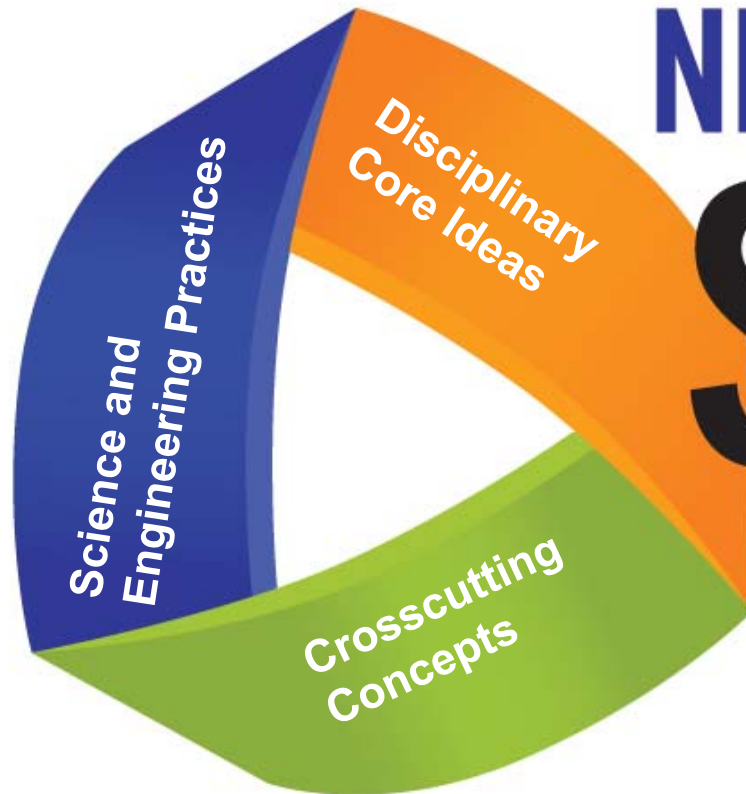 Science and
Engineering Practices
Disciplinary
Core Ideas
Crosscutting
Concepts